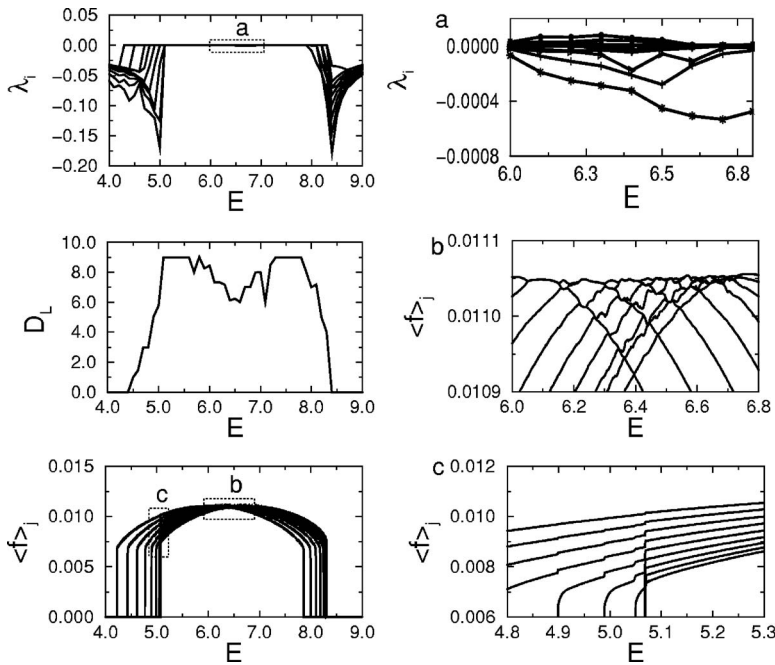 a
0.00
-0.05
-0.10
-0.15
-0.20
λi
4.0 5.0 6.0 7.0 8.0 9.0
E
a
0.0000
-0.0004
-0.0008
λi
6.0 6.3 6.5 6.8
E
10.0
8.0
6.0
4.0
2.0
0.0
DL
4.0 5.0 6.0 7.0 8.0 9.0
E
b
0.0111
0.0110
0.0109
<f>j
6.0 6.2 6.4 6.6 6.8
E
0.015
0.010
0.005
0.000
<f>j
c
b
4.0 5.0 6.0 7.0 8.0 9.0
E
c
0.012
0.010
0.008
0.006
<f>j
4.8 4.9 5.0 5.1 5.2 5.3
E